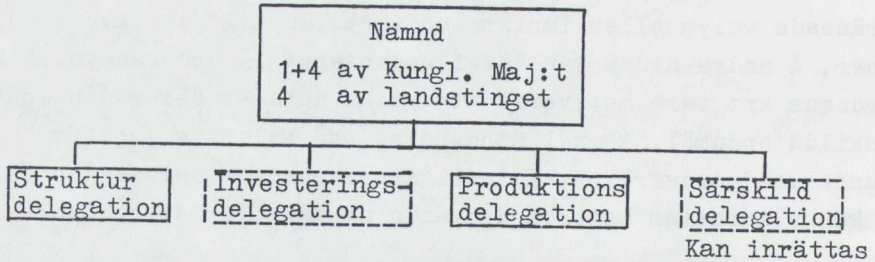 Nämnd
1+4 av Kungl. Maj:t
4 av landstinget
Struktur
delegation
Investerings-
delegation
Produktions
delegation
Särskild
delegation
Kan inrättas